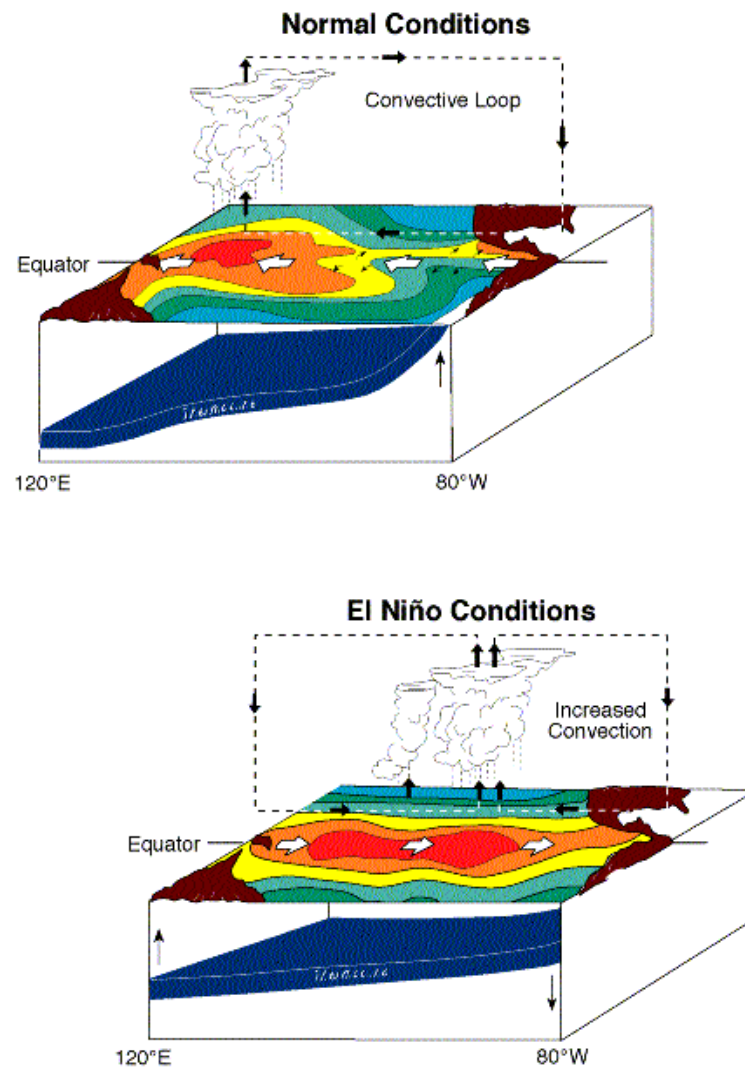 Normal Conditions
Convective Loop
Equator
120°E
80°W
El Niño Conditions
Increased
Convection
Equator
120°E
80°W